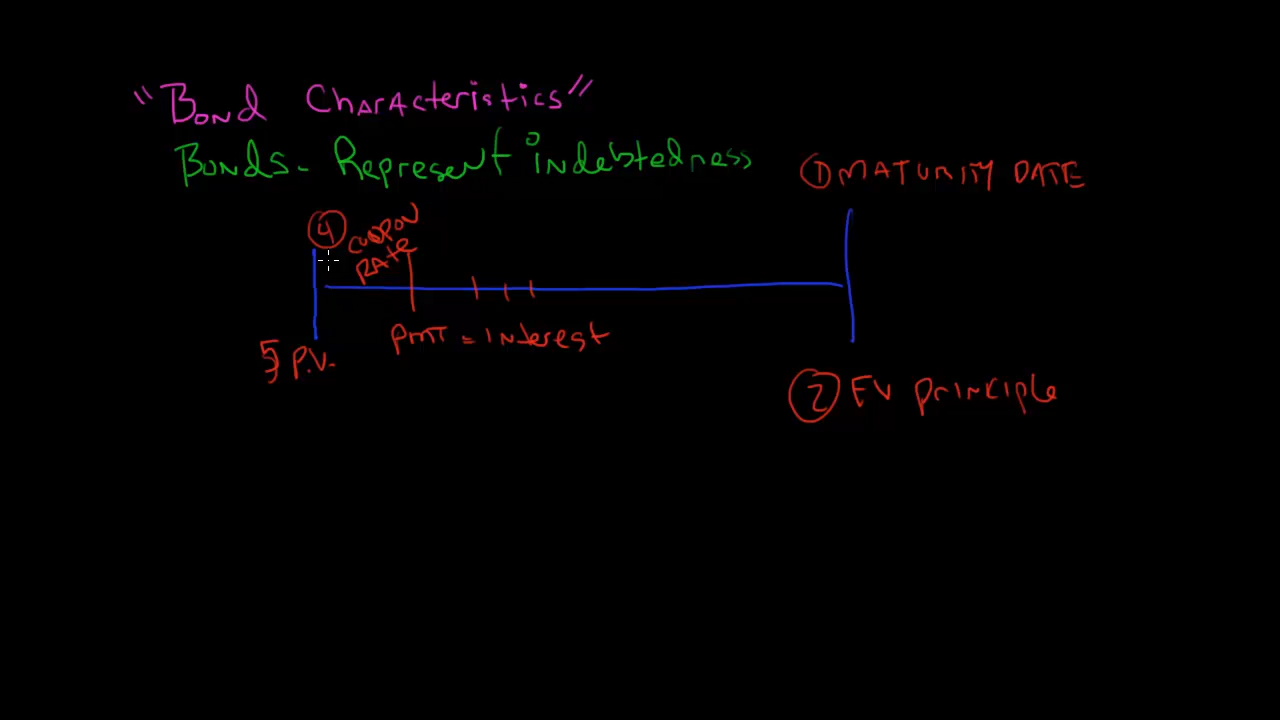 "Bond Characteristics"
Bonds - Represent indebtedness
① MATURITY DATE
④ COUPON
RATE
PMT = Interest
5 P.V.
② FV principle